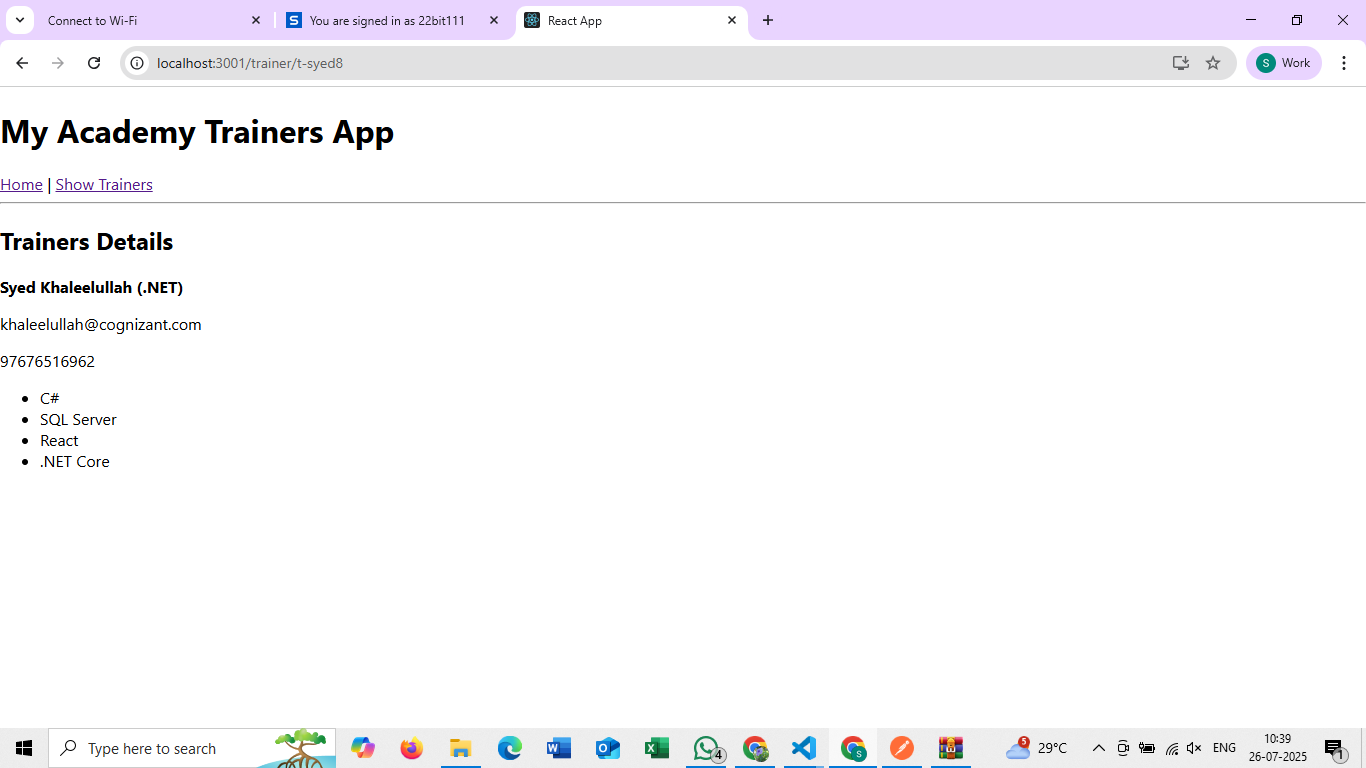 Connect to Wi-Fi
S You are signed in as 22bit111
React App
localhost:3001/trainer/t-syed8
S Work
My Academy Trainers App
Home | Show Trainers
Trainers Details
Syed Khaleelullah (.NET)
khaleelullah@cognizant.com
97676516962
• C#
• SQL Server
• React
• .NET Core
Type here to search
4
S
5
29°C
ENG
10:39
26-07-2025
1